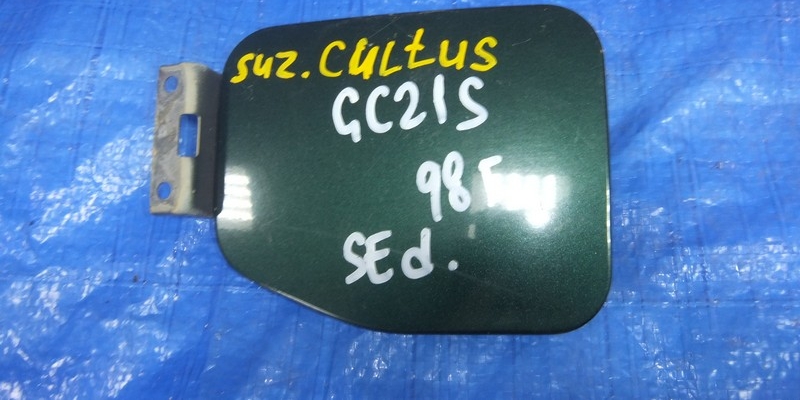 suz. Cultus
GC21S
98
SEd.